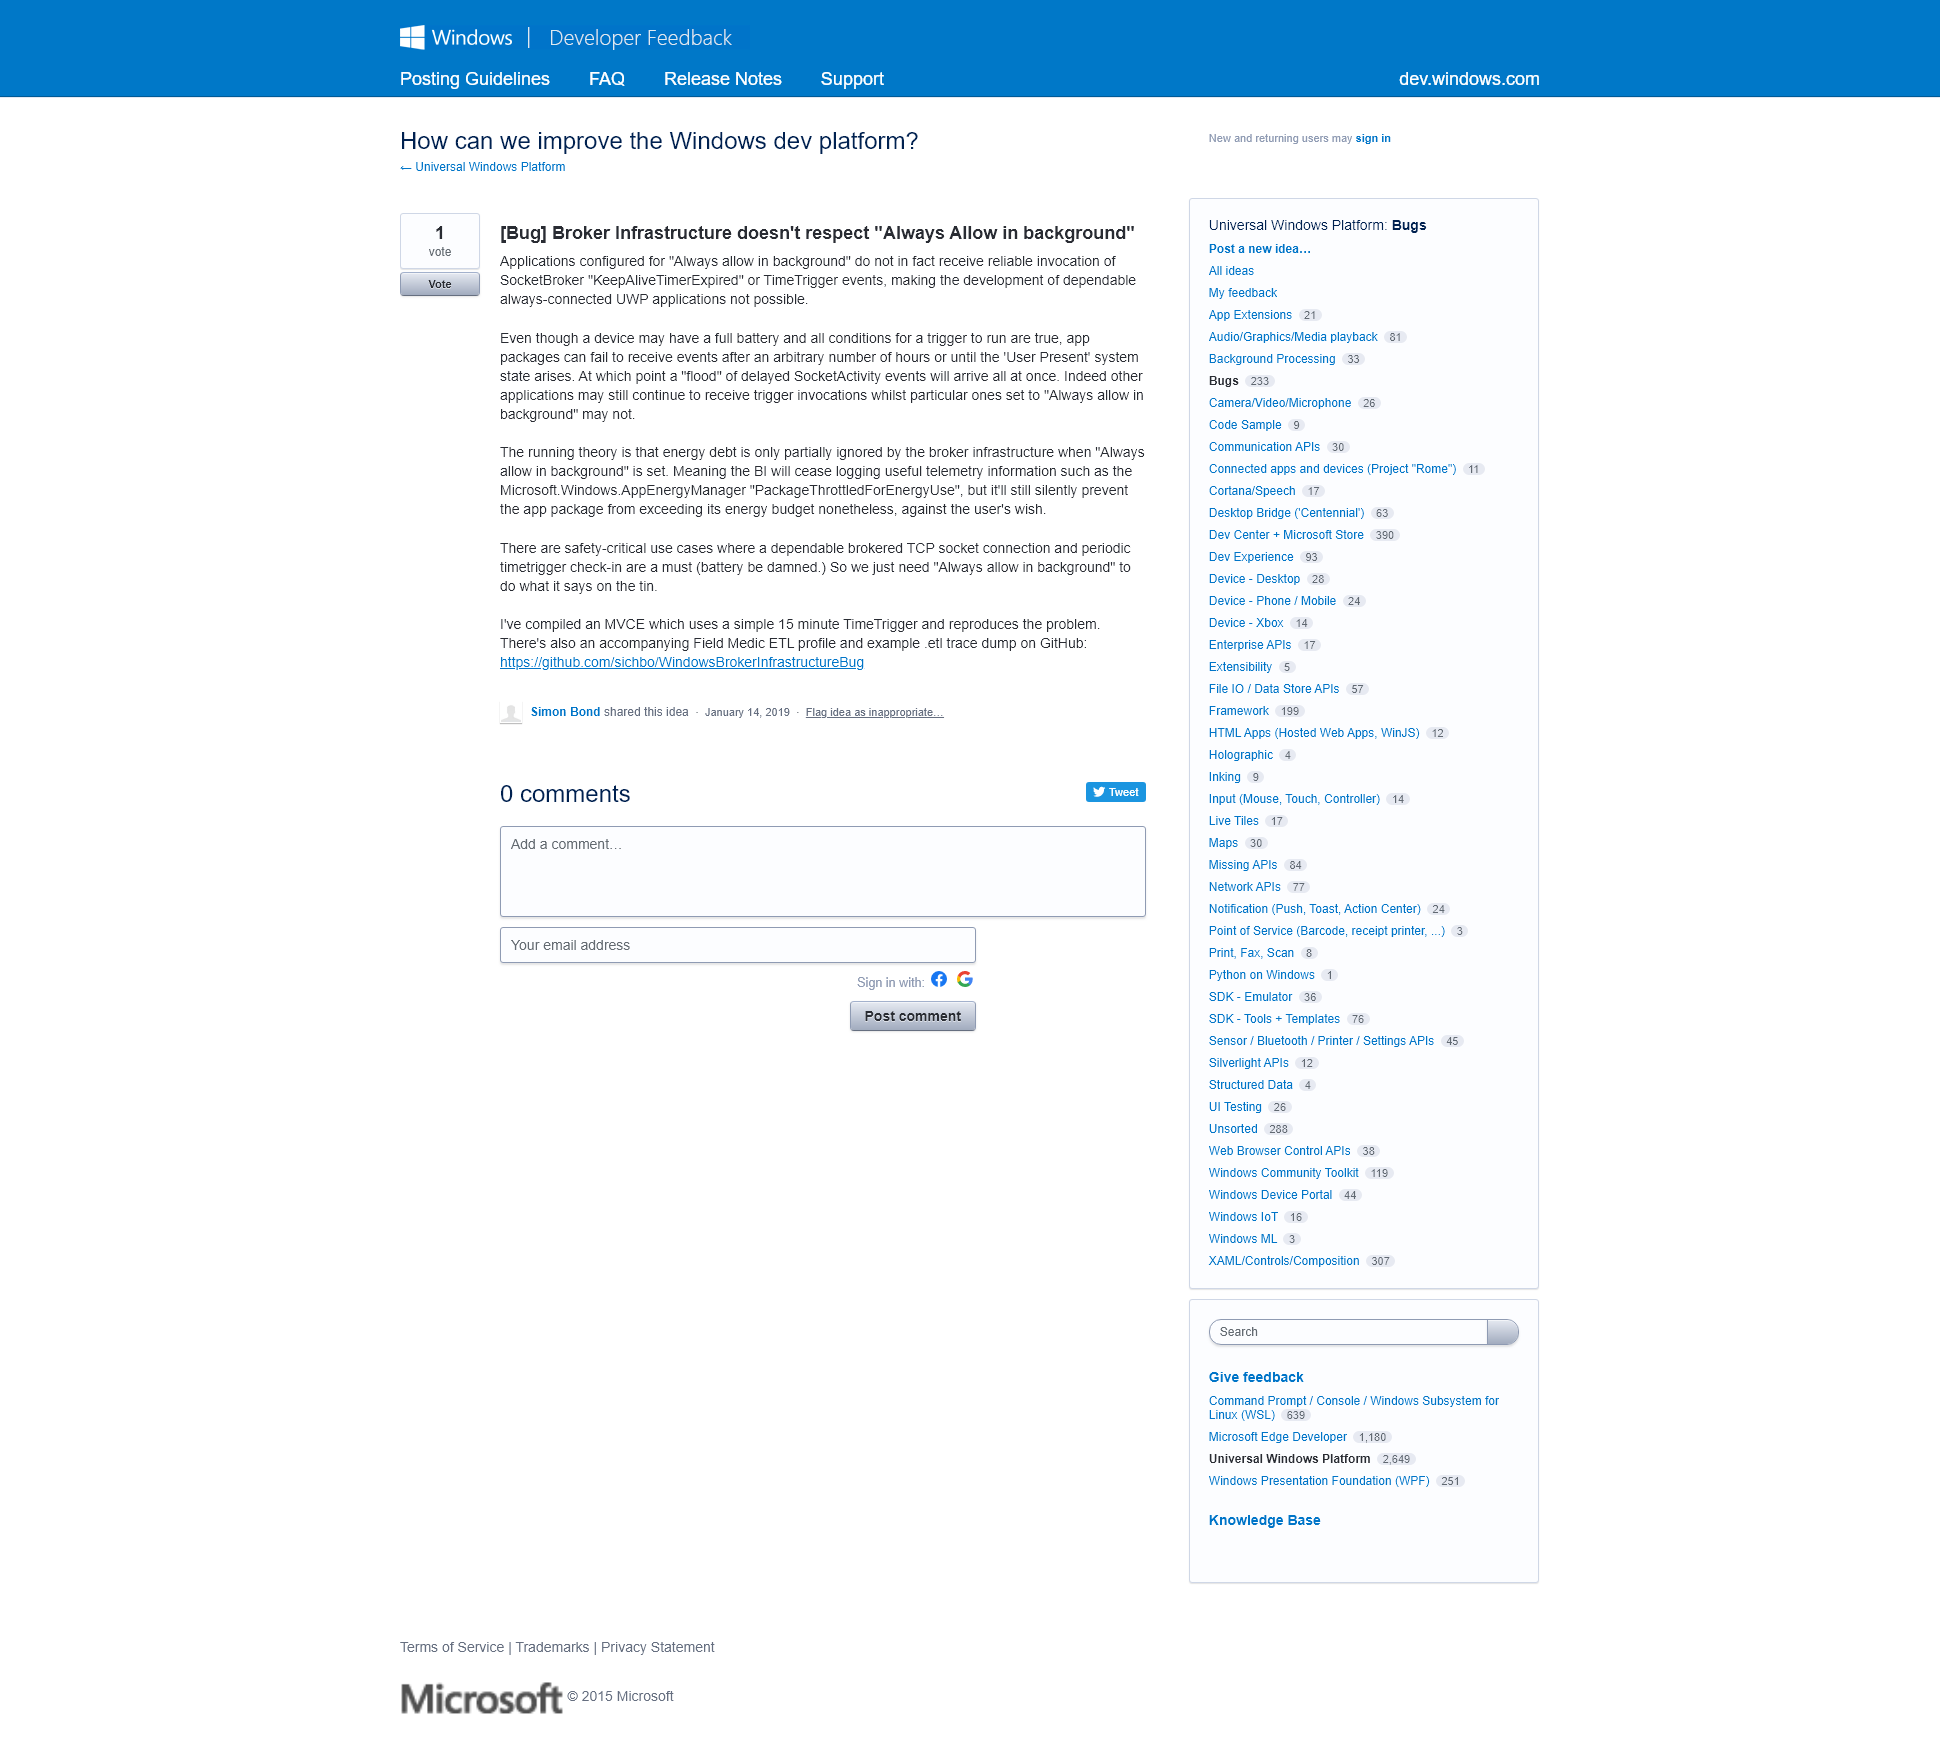 Windows | Developer Feedback
Posting Guidelines FAQ Release Notes Support dev.windows.com
How can we improve the Windows dev platform?
← Universal Windows Platform
New and returning users may sign in
1
vote
Vote
[Bug] Broker Infrastructure doesn't respect "Always Allow in background"
Applications configured for "Always allow in background" do not in fact receive reliable invocation of
SocketBroker "KeepAliveTimerExpired" or TimeTrigger events, making the development of dependable
always-connected UWP applications not possible.
Even though a device may have a full battery and all conditions for a trigger to run are true, app
packages can fail to receive events after an arbitrary number of hours or until the 'User Present' system
state arises. At which point a "flood" of delayed SocketActivity events will arrive all at once. Indeed other
applications may still continue to receive trigger invocations whilst particular ones set to "Always allow in
background" may not.
The running theory is that energy debt is only partially ignored by the broker infrastructure when "Always
allow in background" is set. Meaning the BI will cease logging useful telemetry information such as the
Microsoft.Windows.AppEnergyManager "PackageThrottledForEnergyUse", but it'll still silently prevent
the app package from exceeding its energy budget nonetheless, against the user's wish.
There are safety-critical use cases where a dependable brokered TCP socket connection and periodic
timetrigger check-in are a must (battery be damned.) So we just need "Always allow in background" to
do what it says on the tin.
I've compiled an MVCE which uses a simple 15 minute TimeTrigger and reproduces the problem.
There's also an accompanying Field Medic ETL profile and example .etl trace dump on GitHub:
https://github.com/sichbo/WindowsBrokerInfrastructureBug
Simon Bond shared this idea · January 14, 2019 · Flag idea as inappropriate…
0 comments
Tweet
Add a comment…
Your email address
Sign in with:
Post comment
Universal Windows Platform: Bugs
Post a new idea…
All ideas
My feedback
App Extensions 21
Audio/Graphics/Media playback 81
Background Processing 33
Bugs 233
Camera/Video/Microphone 26
Code Sample 9
Communication APIs 30
Connected apps and devices (Project "Rome") 11
Cortana/Speech 17
Desktop Bridge ('Centennial') 63
Dev Center + Microsoft Store 390
Dev Experience 93
Device - Desktop 28
Device - Phone / Mobile 24
Device - Xbox 14
Enterprise APIs 17
Extensibility 5
File IO / Data Store APIs 57
Framework 199
HTML Apps (Hosted Web Apps, WinJS) 12
Holographic 4
Inking 9
Input (Mouse, Touch, Controller) 14
Live Tiles 17
Maps 30
Missing APIs 84
Network APIs 77
Notification (Push, Toast, Action Center) 24
Point of Service (Barcode, receipt printer, ...) 3
Print, Fax, Scan 8
Python on Windows 1
SDK - Emulator 36
SDK - Tools + Templates 76
Sensor / Bluetooth / Printer / Settings APIs 45
Silverlight APIs 12
Structured Data 4
UI Testing 26
Unsorted 288
Web Browser Control APIs 38
Windows Community Toolkit 119
Windows Device Portal 44
Windows IoT 16
Windows ML 3
XAML/Controls/Composition 307
Search
Give feedback
Command Prompt / Console / Windows Subsystem for
Linux (WSL) 639
Microsoft Edge Developer 1,180
Universal Windows Platform 2,649
Windows Presentation Foundation (WPF) 251
Knowledge Base
Terms of Service | Trademarks | Privacy Statement
Microsoft © 2015 Microsoft